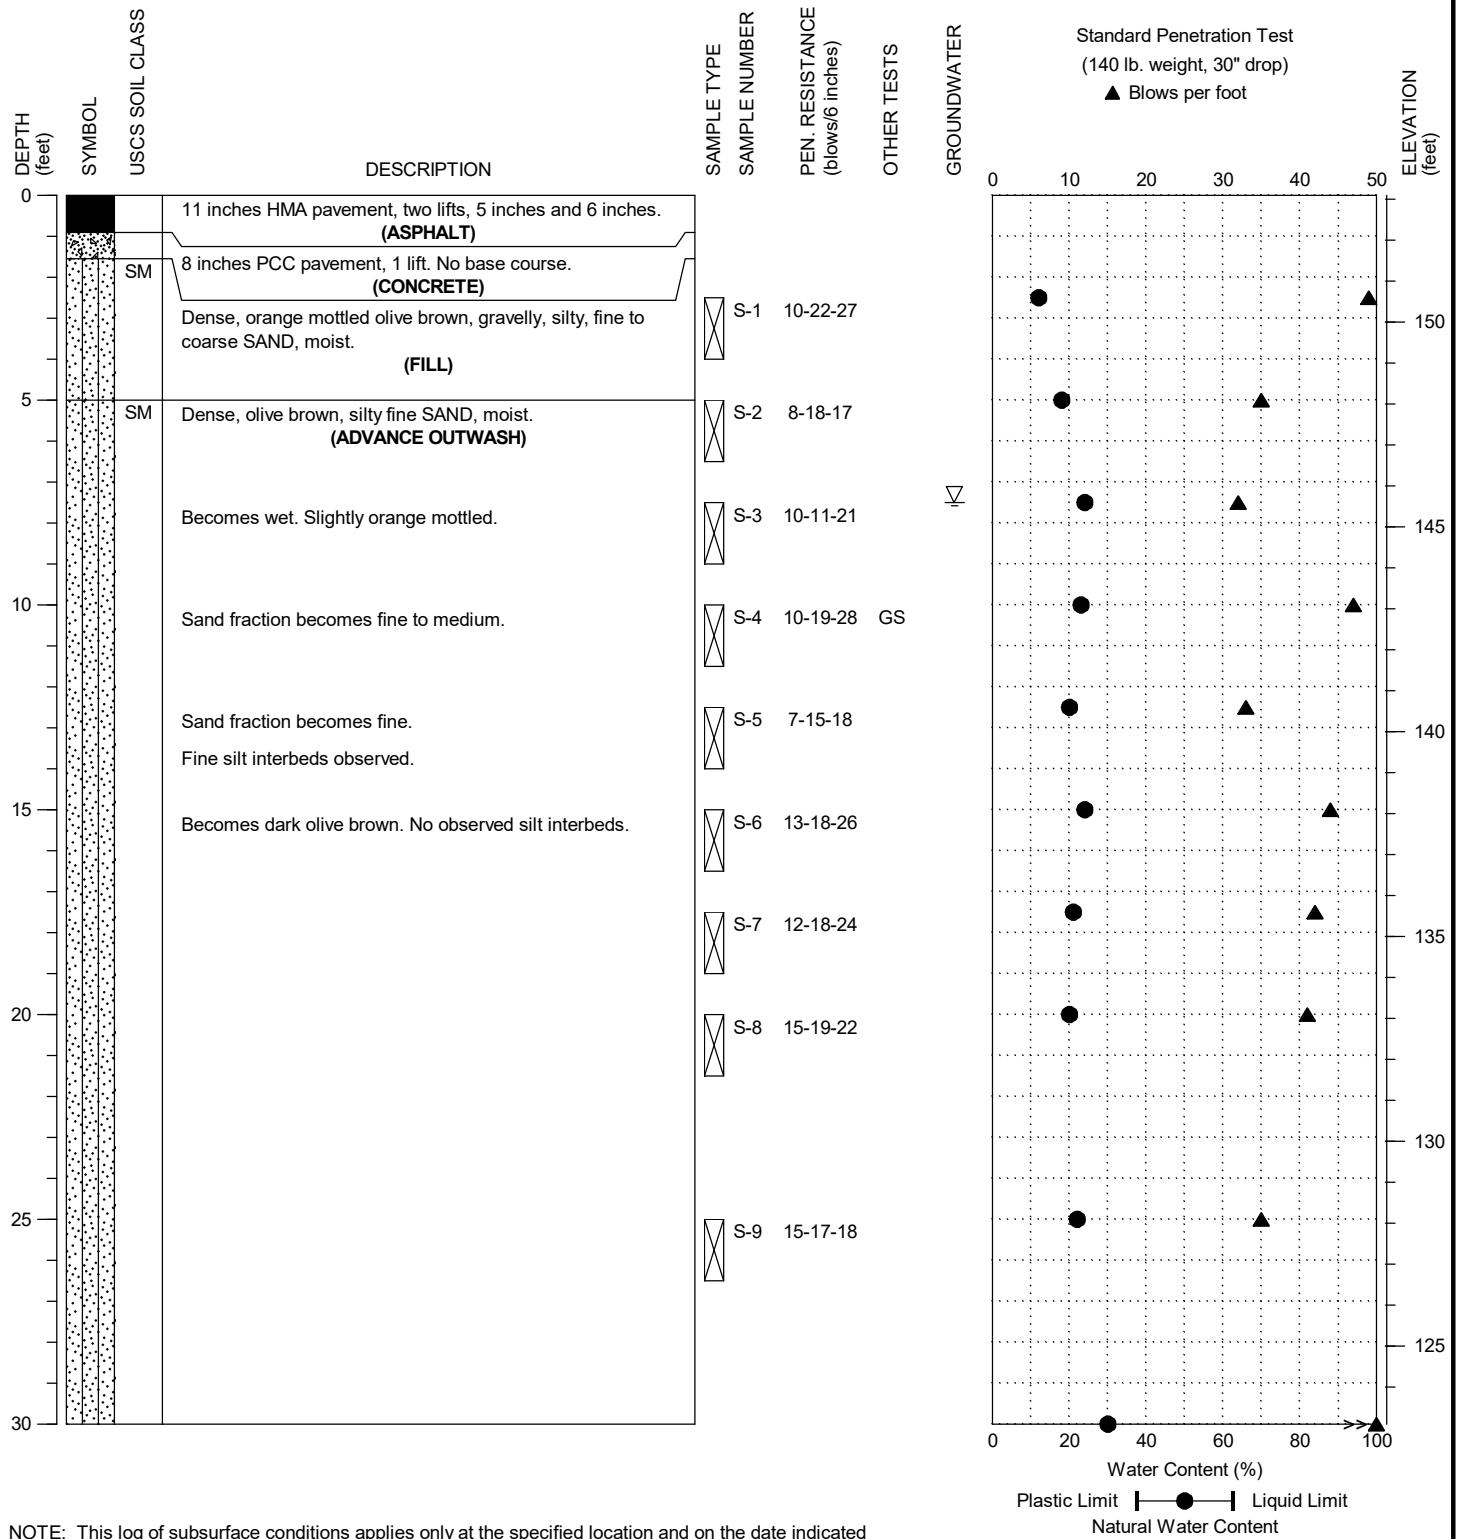 DEPTH
(feet)
SYMBOL
USCS SOIL CLASS
DESCRIPTION
SAMPLE TYPE
SAMPLE NUMBER
PEN. RESISTANCE
(blows/6 inches)
OTHER TESTS
GROUNDWATER
Standard Penetration Test
(140 lb. weight, 30" drop)
▲ Blows per foot
ELEVATION
(feet)
0 10 20 30 40 50
0
11 inches HMA pavement, two lifts, 5 inches and 6 inches.
(ASPHALT)
8 inches PCC pavement, 1 lift. No base course.
SM
(CONCRETE)
S-1 10-22-27
Dense, orange mottled olive brown, gravelly, silty, fine to
150
coarse SAND, moist.
(FILL)
5
SM Dense, olive brown, silty fine SAND, moist. S-2 8-18-17
(ADVANCE OUTWASH)
Becomes wet. Slightly orange mottled. S-3 10-11-21
145
10
Sand fraction becomes fine to medium. S-4 10-19-28 GS
Sand fraction becomes fine. S-5 7-15-18
140
Fine silt interbeds observed.
15
Becomes dark olive brown. No observed silt interbeds. S-6 13-18-26
S-7 12-18-24
135
20
S-8 15-19-22
130
25
S-9 15-17-18
125
30
0 20 40 60 80 100
Water Content (%)
Plastic Limit Liquid Limit
Natural Water Content
NOTE: This log of subsurface conditions applies only at the specified location and on the date indicated